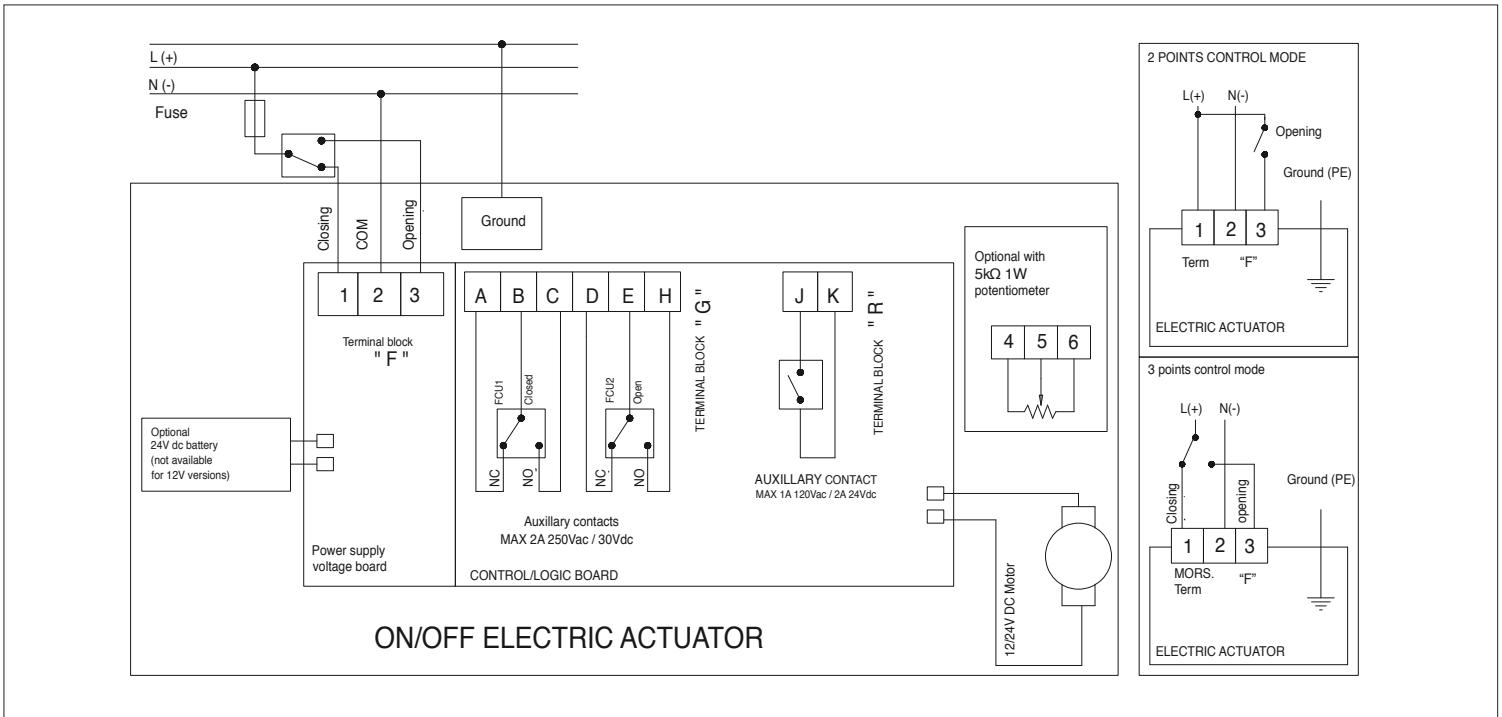 L (+)
N (-)
Fuse
Closing
COM
Opening
Ground
1 2 3
Terminal block
" F "
A B C D E H
TERMINAL BLOCK " G "
FCU1
Closed
FCU2
Open
NC
NO
NC
NO
Auxillary contacts
MAX 2A 250Vac / 30Vdc
J K
TERMINAL BLOCK " R "
AUXILLARY CONTACT
MAX 1A 120Vac / 2A 24Vdc
Optional with
5kΩ 1W
potentiometer
4 5 6
Optional
24V dc battery
(not available
for 12V versions)
Power supply
voltage board
CONTROL/LOGIC BOARD
12/24V DC Motor
ON/OFF ELECTRIC ACTUATOR
2 POINTS CONTROL MODE
L(+) N(-)
Opening
Ground (PE)
1 2 3
Term "F"
ELECTRIC ACTUATOR
3 points control mode
L(+) N(-)
Closing
opening
Ground (PE)
1 2 3
MORS.
Term "F"
ELECTRIC ACTUATOR